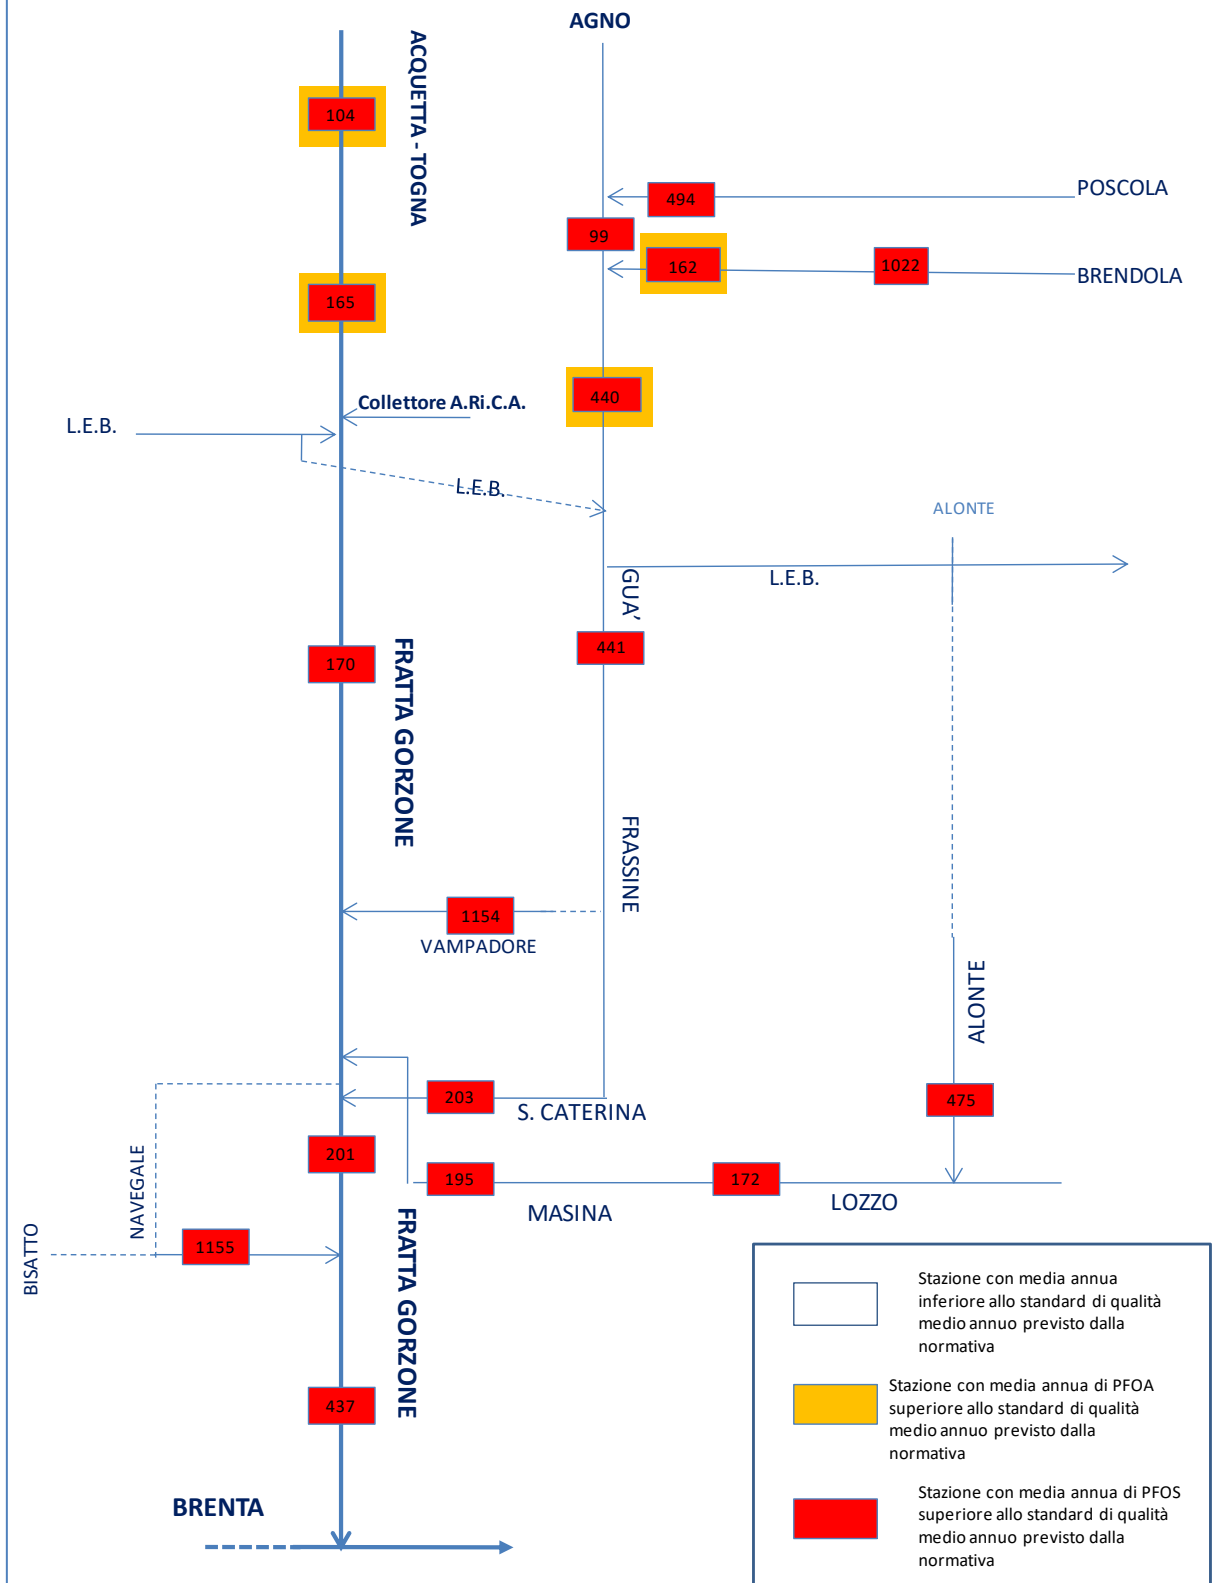 AGNO
ACQUETTA - TOGNA
104
POSCOLA
494
99
162
1022
BRENDOLA
165
440
Collettore A.Ri.C.A.
L.E.B.
L.E.B.
ALONTE
L.E.B.
GUA'
441
170
FRATTA GORZONE
FRASSINE
1154
VAMPADORE
ALONTE
203
S. CATERINA
475
201
195
172
MASINA
LOZZO
NAVEGALE
1155
BISATTO
FRATTA GORZONE
437
BRENTA
Stazione con media annua
inferiore allo standard di qualità
medio annuo previsto dalla
normativa
Stazione con media annua di PFOA
superiore allo standard di qualità
medio annuo previsto dalla
normativa
Stazione con media annua di PFOS
superiore allo standard di qualità
medio annuo previsto dalla
normativa